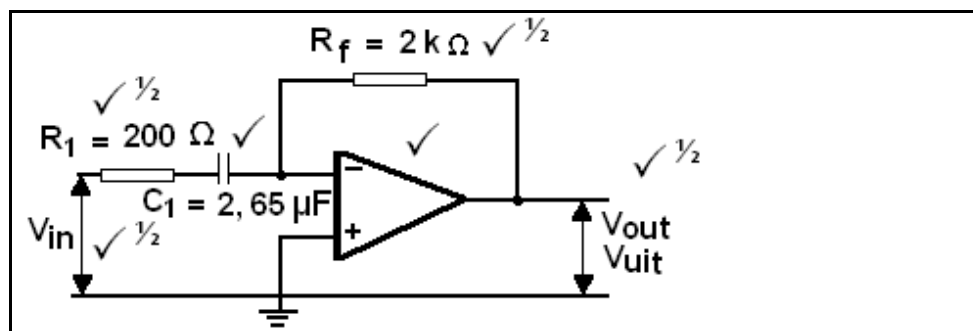 R_f = 2 k Ω ✓ ½
✓ ½
R_1 = 200 Ω ✓
✓
✓ ½
C_1 = 2,65 µF
−
+
V_in ✓ ½
V_out
V_uit